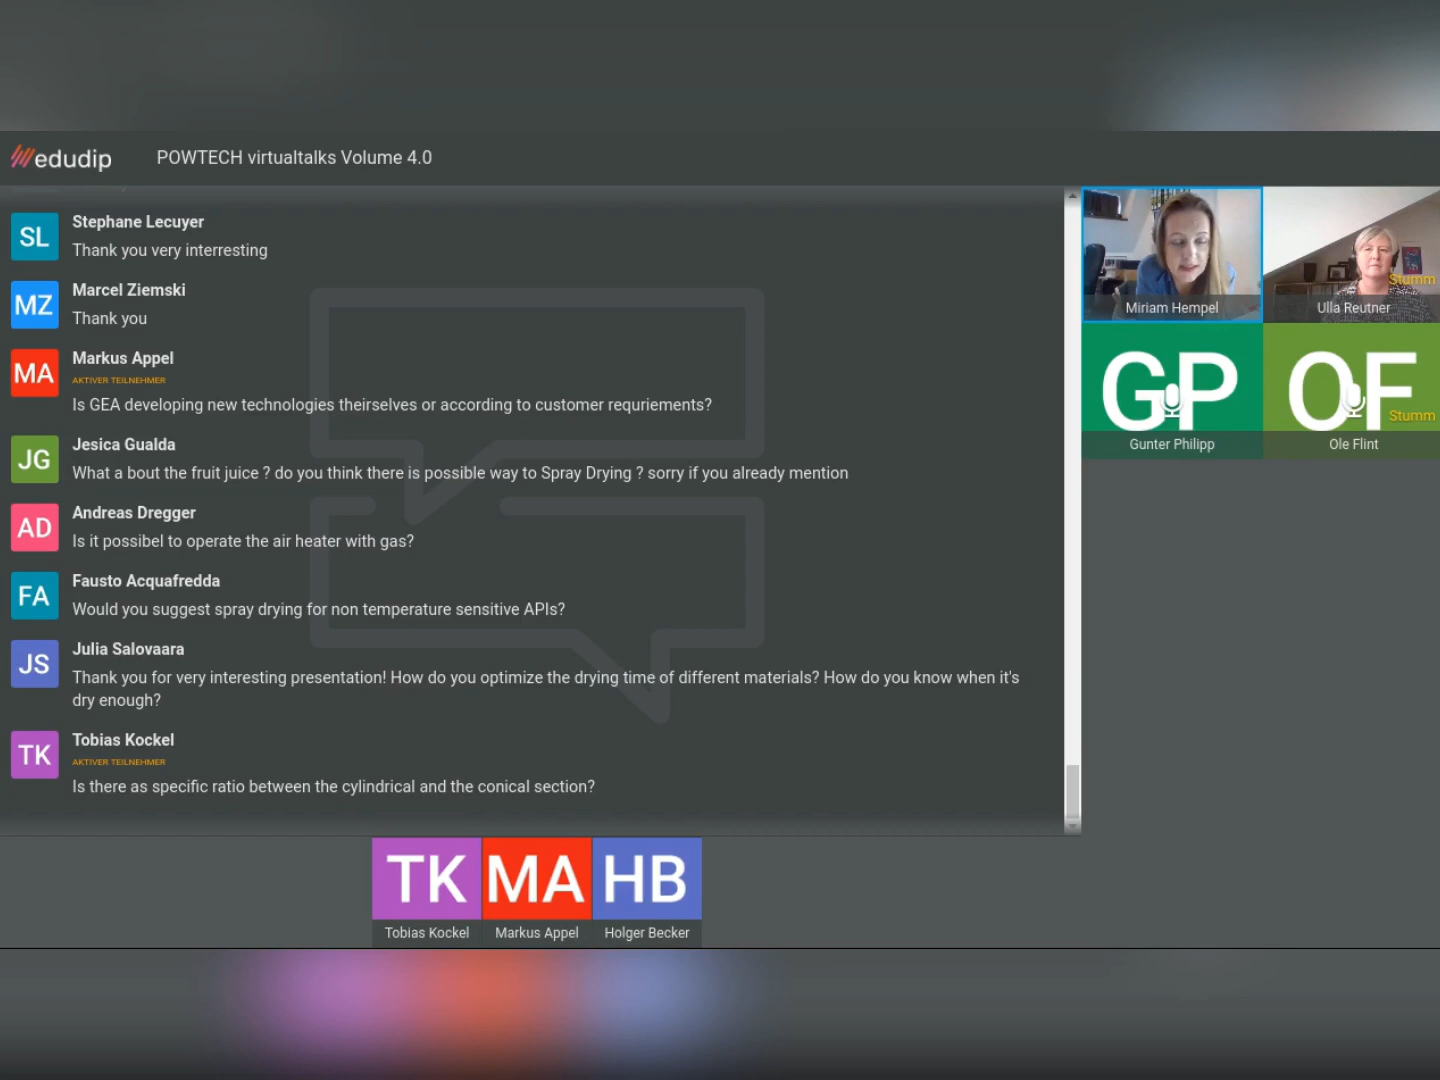 edudip
POWTECH virtualtalks Volume 4.0
SL
Stephane Lecuyer
Thank you very interresting
MZ
Marcel Ziemski
Thank you
MA
Markus Appel
AKTIVER TEILNEHMER
Is GEA developing new technologies theirselves or according to customer requriements?
JG
Jesica Gualda
What a bout the fruit juice ? do you think there is possible way to Spray Drying ? sorry if you already mention
AD
Andreas Dregger
Is it possibel to operate the air heater with gas?
FA
Fausto Acquafredda
Would you suggest spray drying for non temperature sensitive APIs?
JS
Julia Salovaara
Thank you for very interesting presentation! How do you optimize the drying time of different materials? How do you know when it's
dry enough?
TK
Tobias Kockel
AKTIVER TEILNEHMER
Is there as specific ratio between the cylindrical and the conical section?
Miriam Hempel
Stumm
Ulla Reutner
GP
Gunter Philipp
OF
Stumm
Ole Flint
TK
Tobias Kockel
MA
Markus Appel
HB
Holger Becker